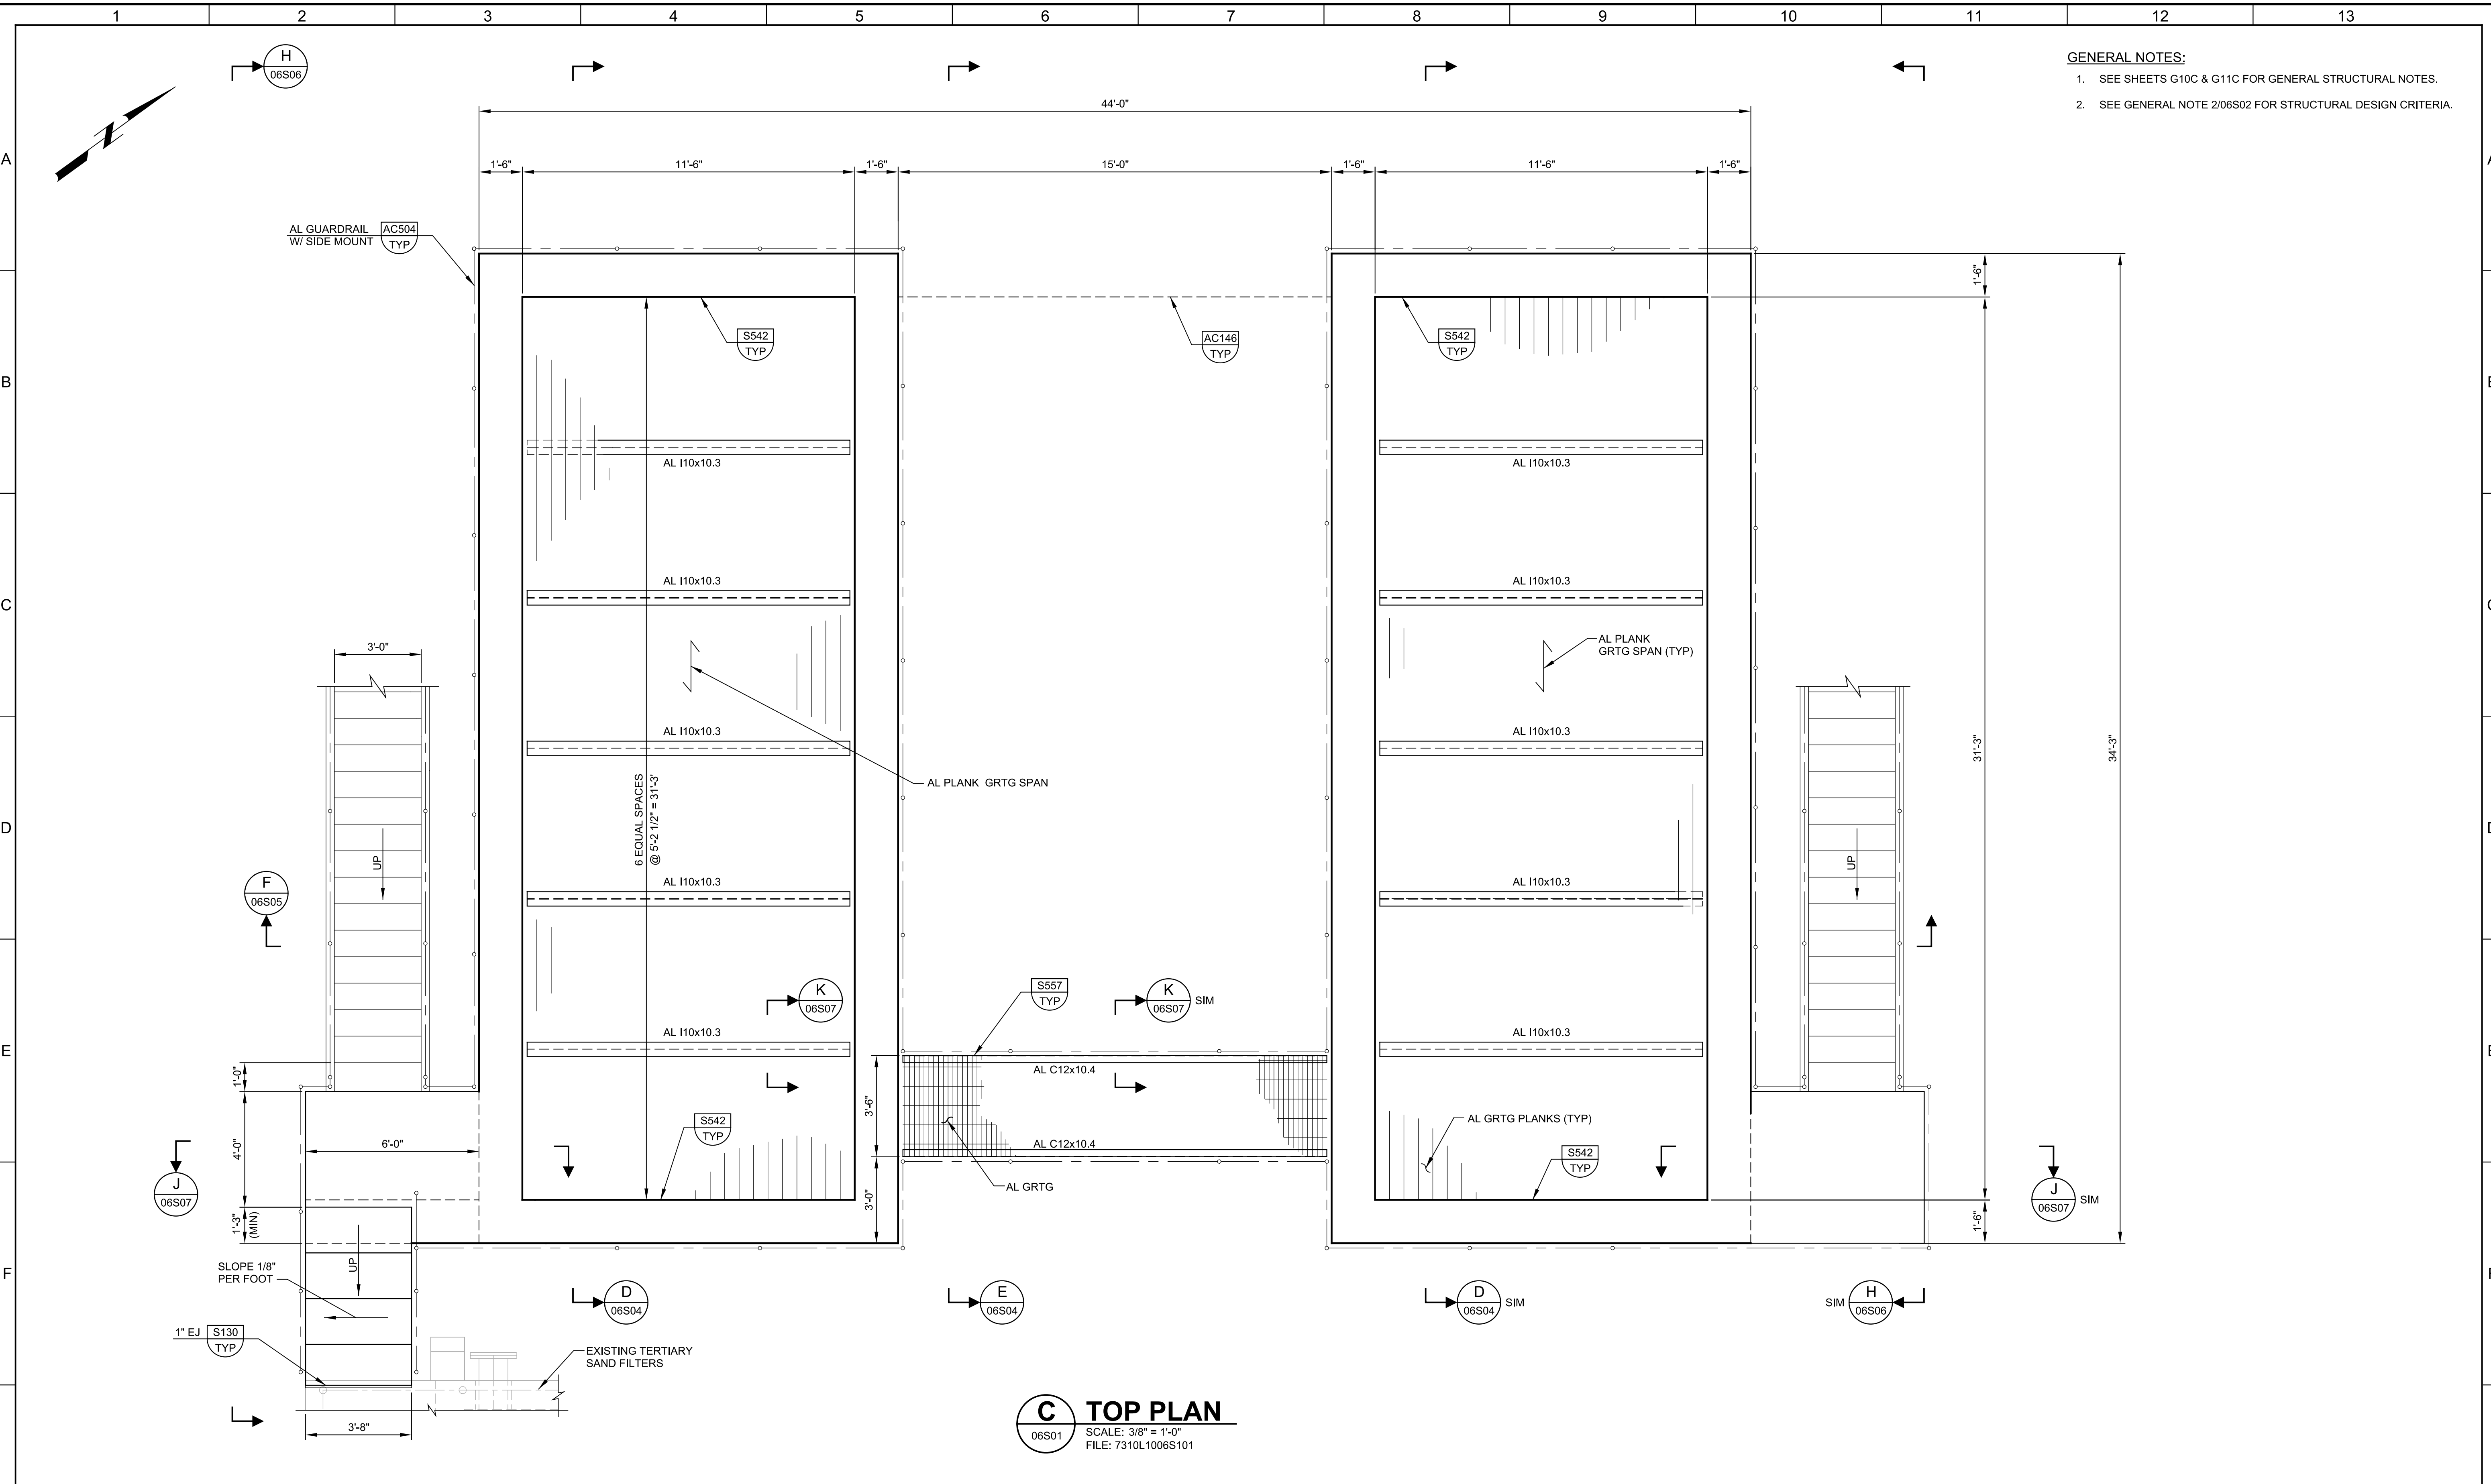 1 2 3 4 5 6 7 8 9 10 11 12 13
H
06S06
GENERAL NOTES:
1. SEE SHEETS G10C & G11C FOR GENERAL STRUCTURAL NOTES.
2. SEE GENERAL NOTE 2/06S02 FOR STRUCTURAL DESIGN CRITERIA.
44'-0"
A
1'-6" 11'-6" 1'-6" 15'-0" 1'-6" 11'-6" 1'-6"
AL GUARDRAIL
W/ SIDE MOUNT
AC504
TYP
1'-6"
S542
TYP
AC146
TYP
S542
TYP
B
AL I10x10.3
AL I10x10.3
AL I10x10.3
AL I10x10.3
C
3'-0"
AL PLANK
GRTG SPAN (TYP)
AL I10x10.3
AL I10x10.3
31'-3"
34'-3"
AL PLANK GRTG SPAN
6 EQUAL SPACES
@ 5'-2 1/2" = 31'-3'
D
UP
UP
F
06S05
AL I10x10.3
AL I10x10.3
K
06S07
S557
TYP
K
06S07
SIM
AL I10x10.3
AL I10x10.3
E
1'-0"
AL C12x10.4
3'-6"
S542
TYP
AL GRTG PLANKS (TYP)
4'-0"
6'-0"
AL C12x10.4
S542
TYP
J
06S07
AL GRTG
3'-0"
J
06S07
SIM
1'-3"
(MIN)
1'-6"
F
SLOPE 1/8"
PER FOOT
UP
D
06S04
E
06S04
D
06S04
SIM
SIM
H
06S06
1" EJ
S130
TYP
EXISTING TERTIARY
SAND FILTERS
3'-8"
C
06S01
TOP PLAN
SCALE: 3/8" = 1'-0"
FILE: 7310L1006S101